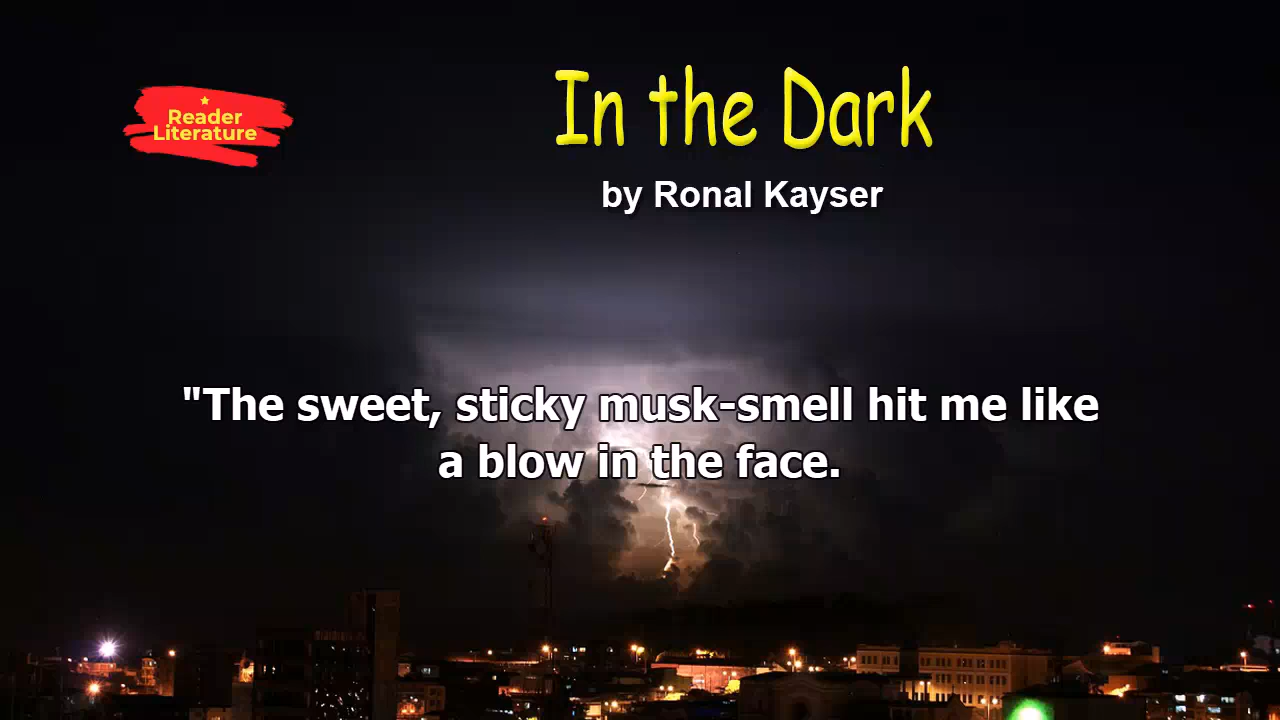 Reader
Literature
In the Dark
by Ronal Kayser
"The sweet, sticky musk-smell hit me like
a blow in the face.